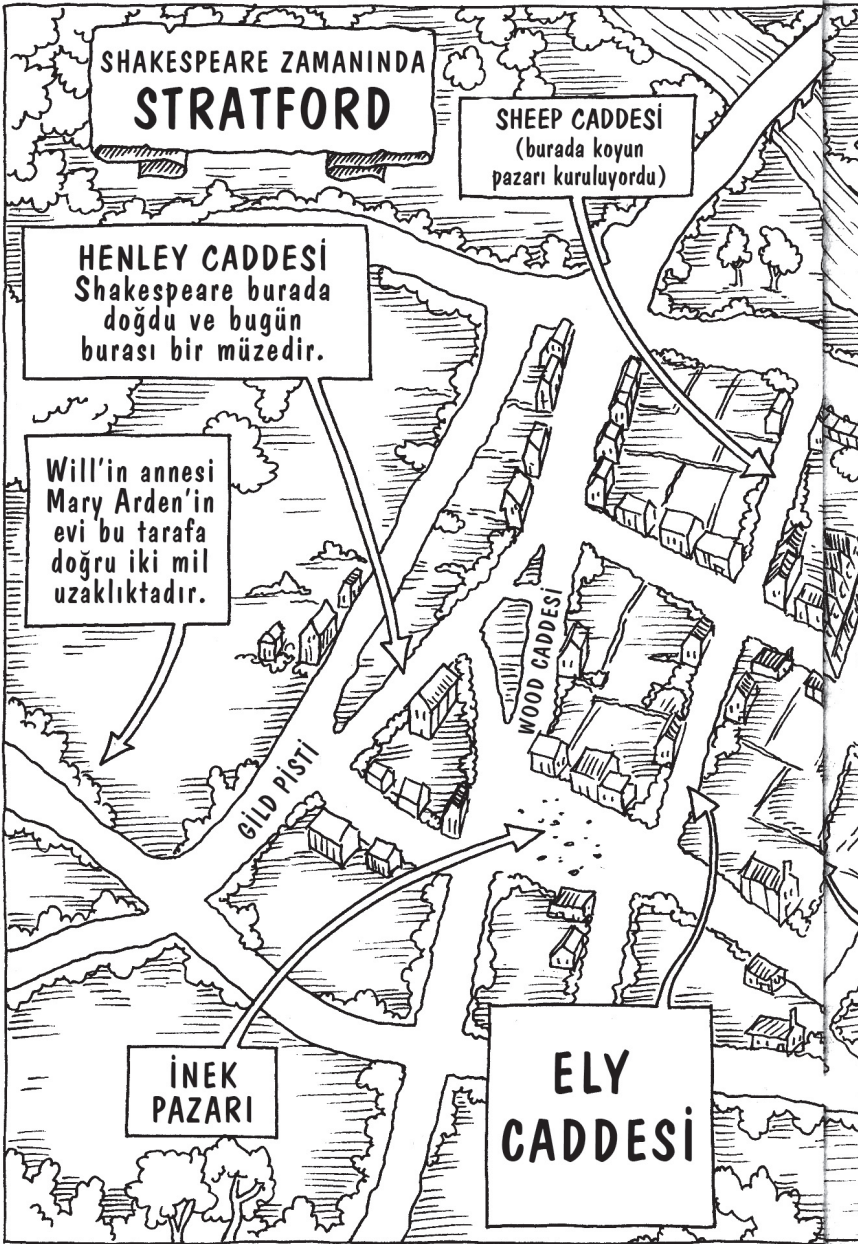 SHAKESPEARE ZAMANINDA
STRATFORD
SHEEP CADDESİ
(burada koyun
pazarı kuruluyordu)
HENLEY CADDESİ
Shakespeare burada
doğdu ve bugün
burası bir müzedir.
Will'in annesi
Mary Arden'in
evi bu tarafa
doğru iki mil
uzaklıktadır.
WOOD CADDESİ
GİLD PİSTİ
İNEK
PAZARI
ELY
CADDESİ